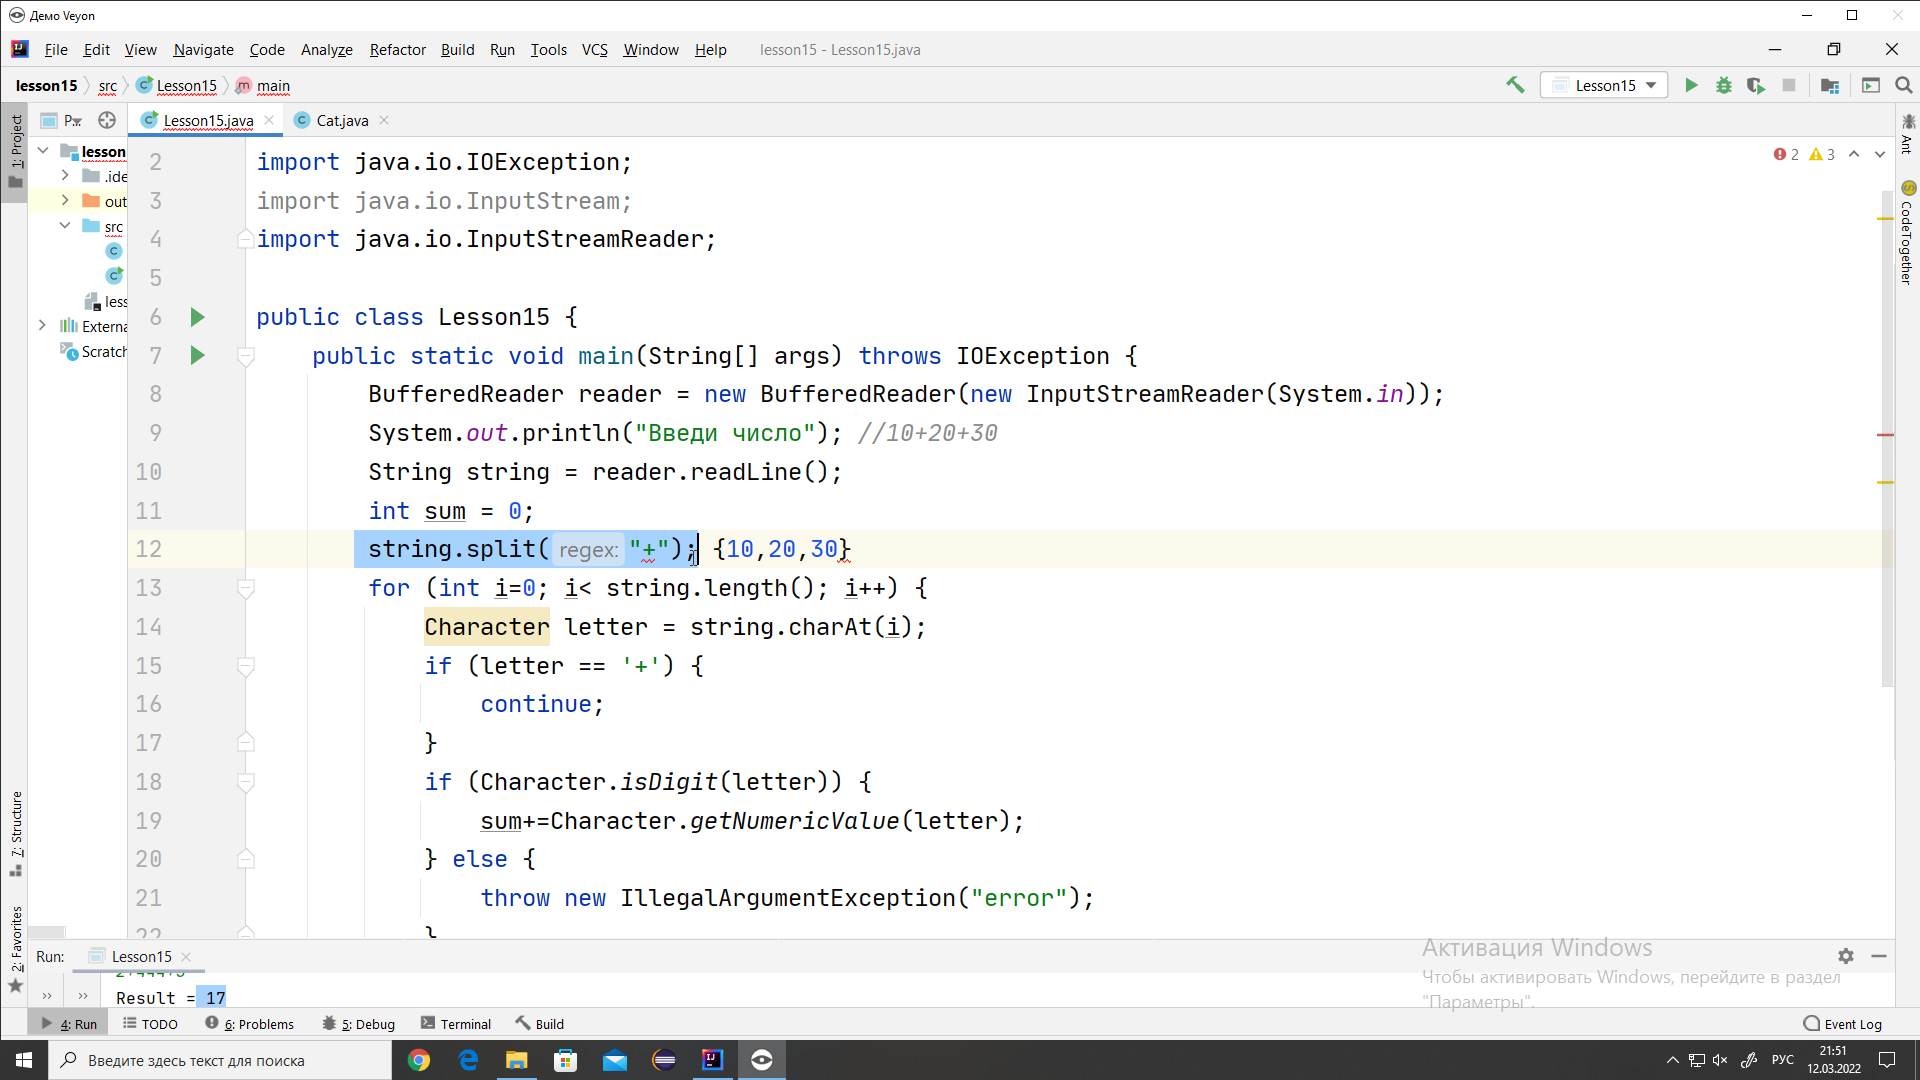 Демо Veyon
File Edit View Navigate Code Analyze Refactor Build Run Tools VCS Window Help lesson15 - Lesson15.java
lesson15 src Lesson15 main Lesson15
1: Project P... Lesson15.java Cat.java
lesson
.ide
out
src
less
Externa
Scratch
2 import java.io.IOException;
3 import java.io.InputStream;
4 import java.io.InputStreamReader;
5
6 public class Lesson15 {
7 public static void main(String[] args) throws IOException {
8 BufferedReader reader = new BufferedReader(new InputStreamReader(System.in));
9 System.out.println("Введи число"); //10+20+30
10 String string = reader.readLine();
11 int sum = 0;
12 string.split( regex: "+"); {10,20,30}
13 for (int i=0; i< string.length(); i++) {
14 Character letter = string.charAt(i);
15 if (letter == '+') {
16 continue;
17 }
18 if (Character.isDigit(letter)) {
19 sum+=Character.getNumericValue(letter);
20 } else {
21 throw new IllegalArgumentException("error");
22 }
2 3
Ant
CodeTogether
7: Structure
2: Favorites
Run: Lesson15
Result = 17
Активация Windows
Чтобы активировать Windows, перейдите в раздел
"Параметры".
4: Run TODO 6: Problems 5: Debug Terminal Build Event Log
Введите здесь текст для поиска
РУС
21:51
12.03.2022